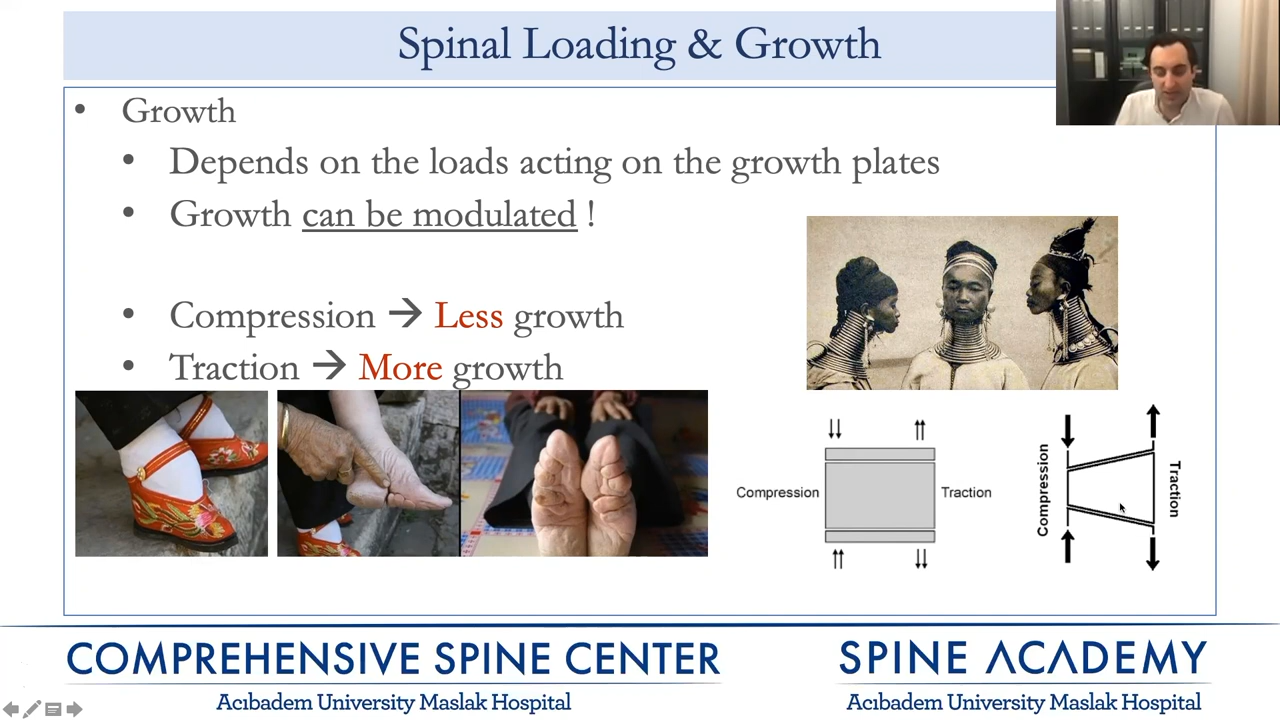 Spinal Loading & Growth
• Growth
• Depends on the loads acting on the growth plates
• Growth can be modulated !
• Compression → Less growth
• Traction → More growth
Compression
Traction
Compression
Traction
COMPREHENSIVE SPINE CENTER
Acıbadem University Maslak Hospital
SPINE ACADEMY
Acıbadem University Maslak Hospital